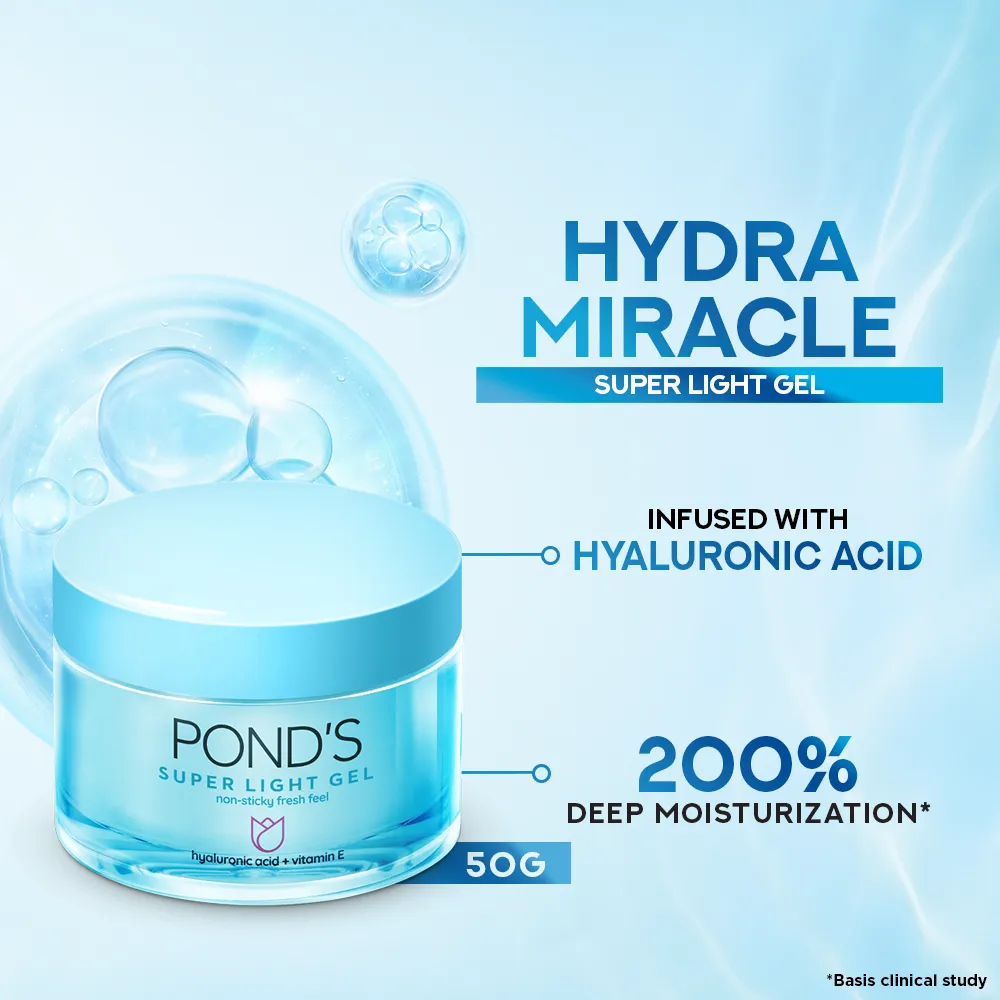 HYDRA
MIRACLE
SUPER LIGHT GEL
INFUSED WITH
HYALURONIC ACID
200%
DEEP MOISTURIZATION*
POND'S
SUPER LIGHT GEL
non-sticky fresh feel
hyaluronic acid + vitamin E
50G
*Basis clinical study